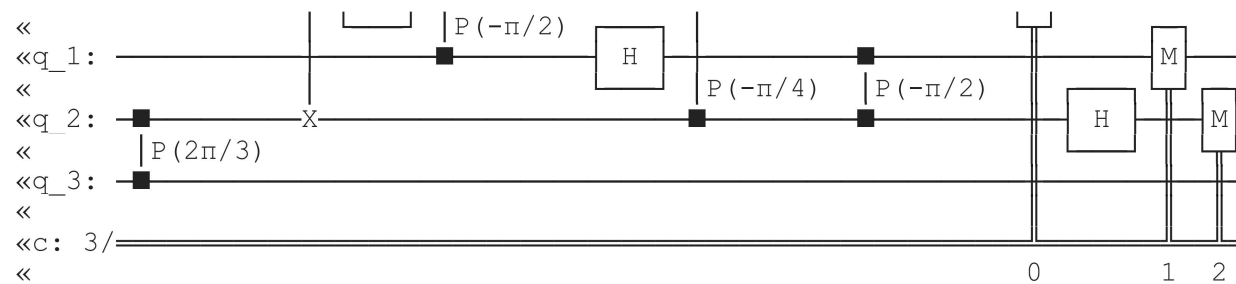 « P(-π/2)
«q_1: H M
« P(-π/4) P(-π/2)
«q_2: X H M
« P(2π/3)
«q_3:
«
«c: 3/
« 0 1 2